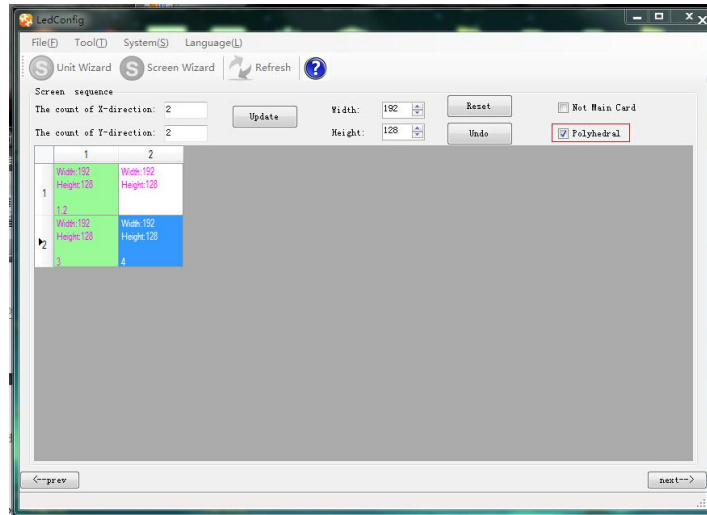 LedConfig
File(F) Tool(T) System(S) Language(L)
Unit Wizard Screen Wizard Refresh
Screen sequence
The count of X-direction: 2 Update Width: 192 Reset Not Main Card
The count of Y-direction: 2 Height: 128 Undo Polyhedral
1 2
1 Width:192 Width:192
Height:128 Height:128
1.2
2 Width:192 Width:192
Height:128 Height:128
3 4
<--prev next-->